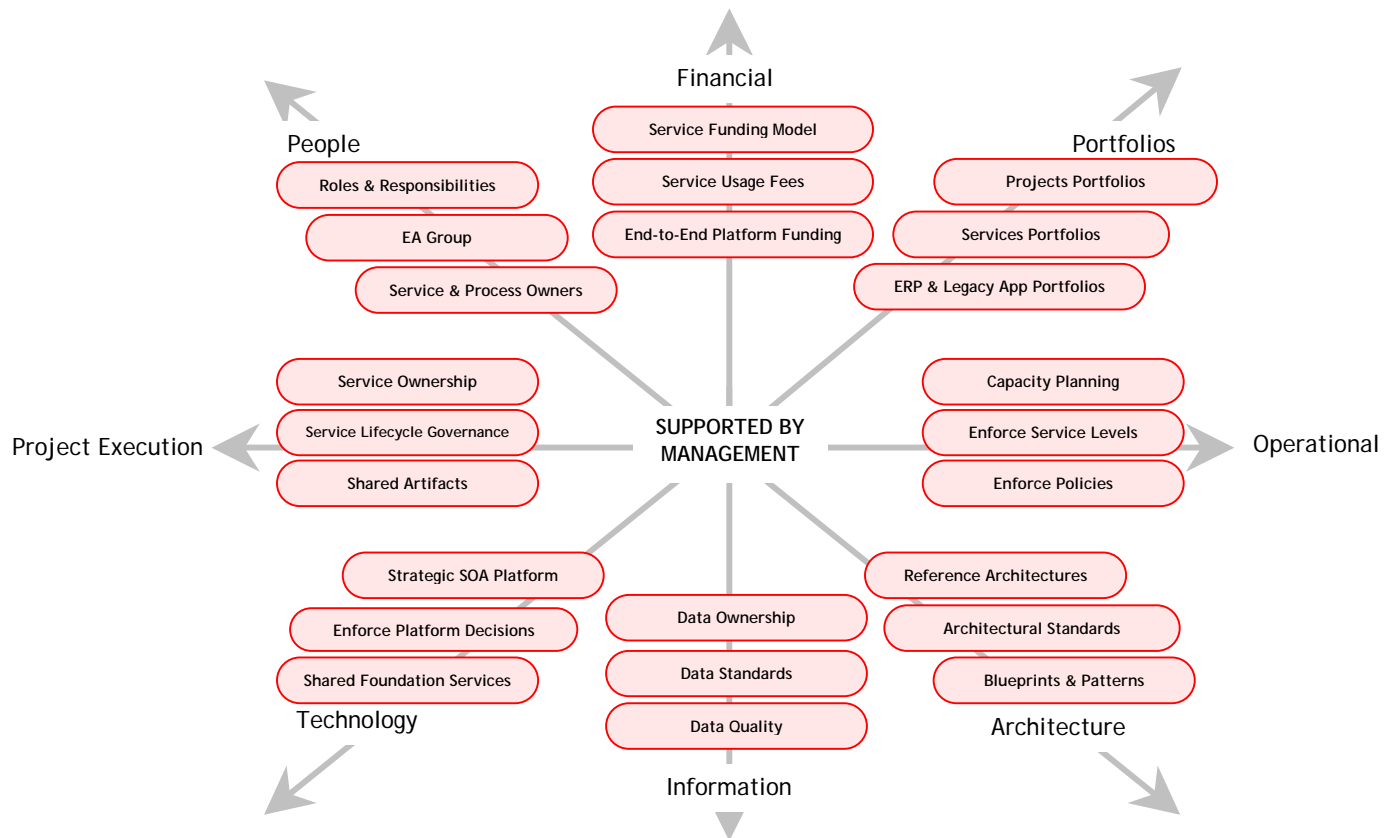 Financial
Service Funding Model
Service Usage Fees
End-to-End Platform Funding
People
Roles & Responsibilities
EA Group
Service & Process Owners
Portfolios
Projects Portfolios
Services Portfolios
ERP & Legacy App Portfolios
Project Execution
Service Ownership
Service Lifecycle Governance
Shared Artifacts
SUPPORTED BY
MANAGEMENT
Capacity Planning
Enforce Service Levels
Enforce Policies
Operational
Strategic SOA Platform
Enforce Platform Decisions
Shared Foundation Services
Technology
Data Ownership
Data Standards
Data Quality
Information
Reference Architectures
Architectural Standards
Blueprints & Patterns
Architecture